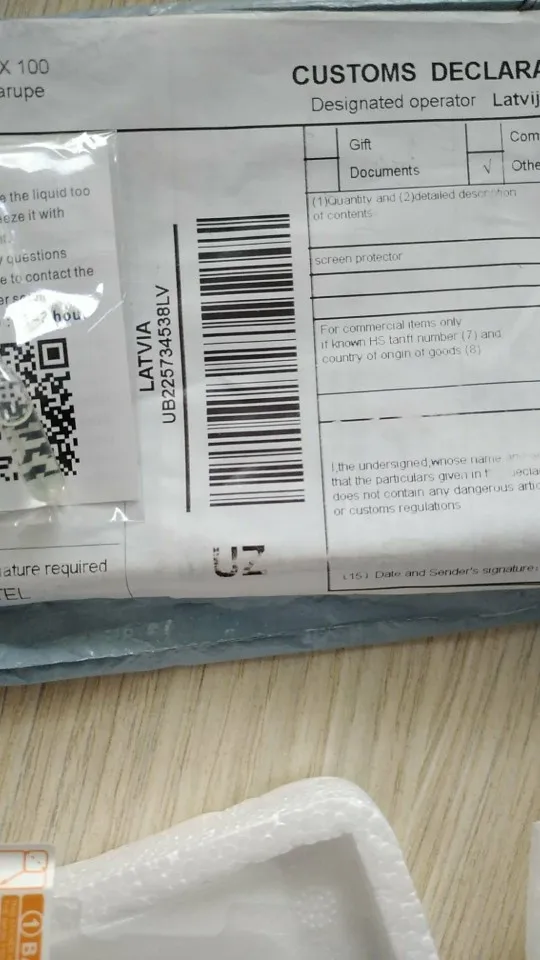 X 100
arupe
CUSTOMS DECLARA
Designated operator Latvij
Gift
Com
Documents
√
Othe
(1)Quantity and (2)detailed description
of contents
screen protector
For commercial items only
if known HS tariff number (7) and
country of origin of goods (8)
I,the undersigned,whose name
that the particulars given in
does not contain any dangerous artic
or customs regulations
(15) Date and Sender's signature
LATVIA
UB225734538LV
UZ
e the liquid too
eze it with
y questions
e to contact the
hou
ature required
TEL
(1) B